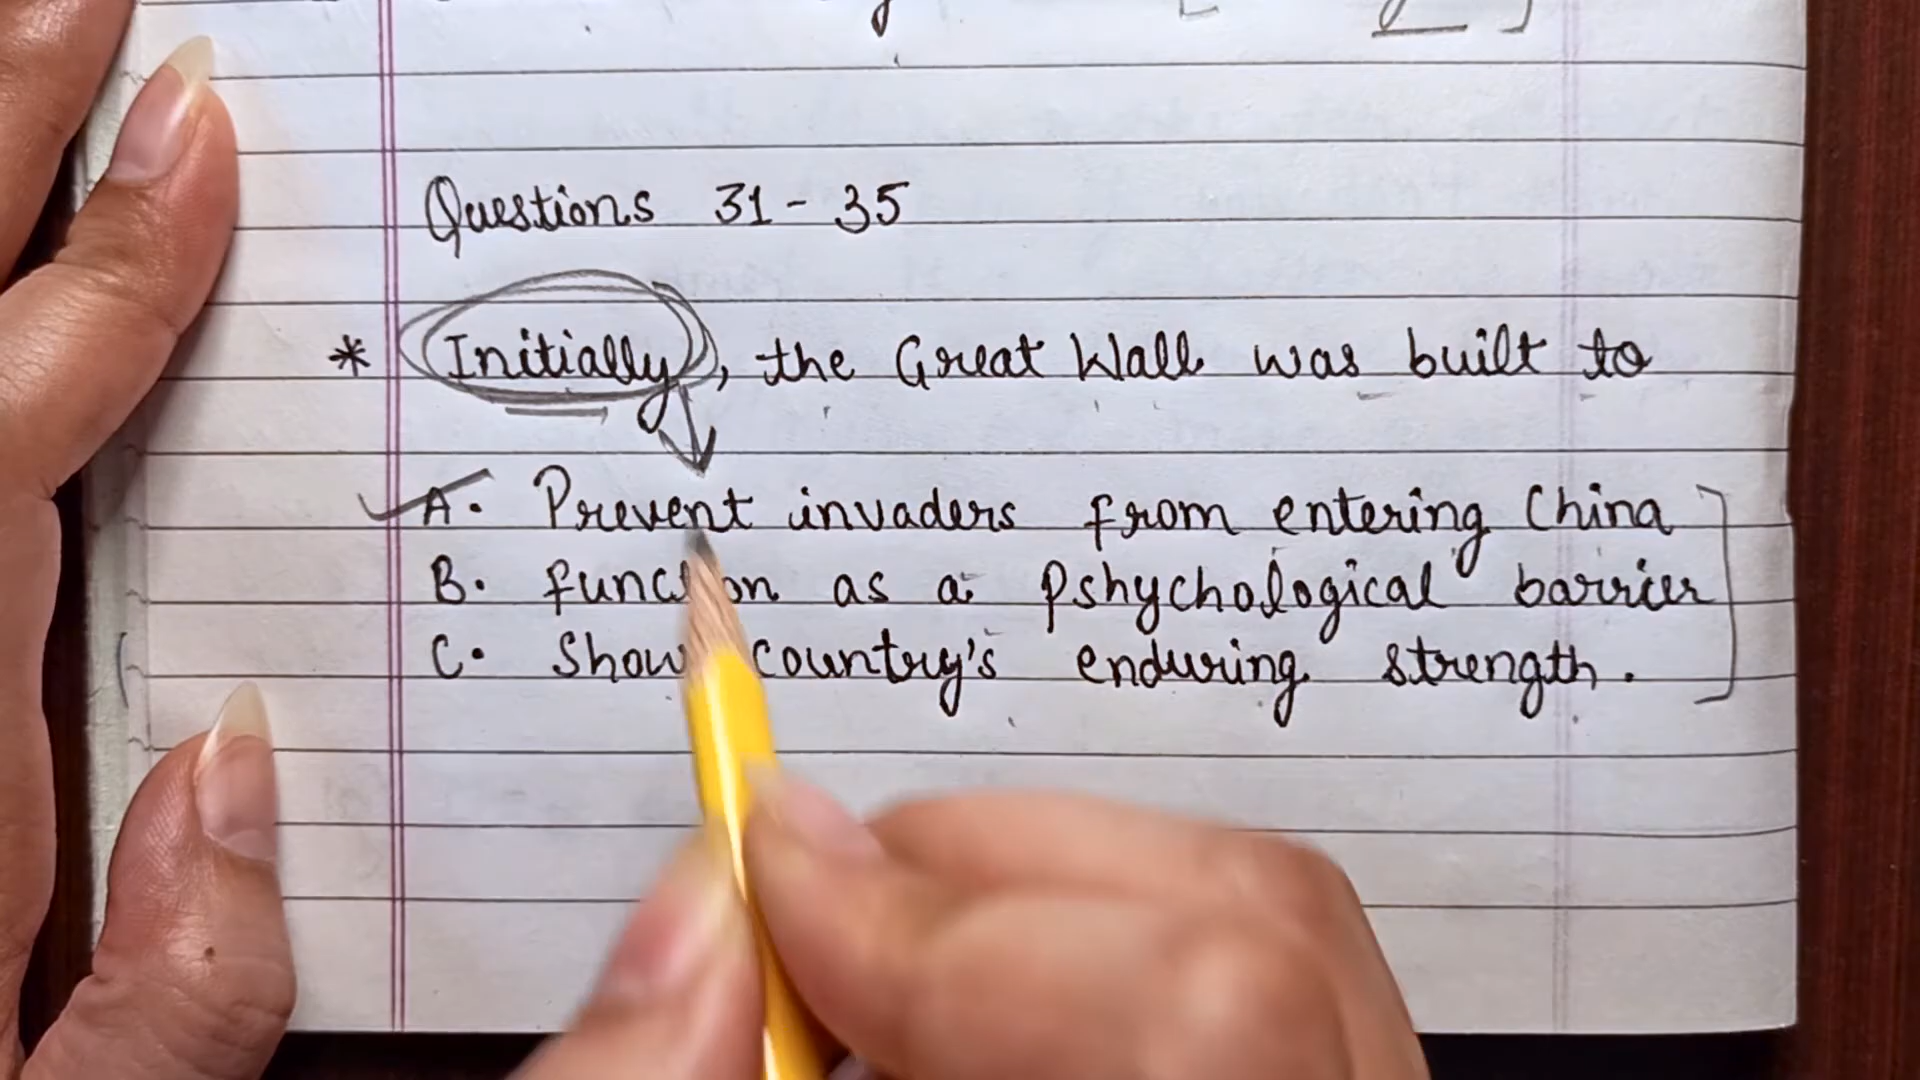 Questions 31 - 35
* Initially, the Great Wall was built to
A. Prevent invaders from entering China
B. function as a Pshychological barrier
C. Show country's enduring strength.